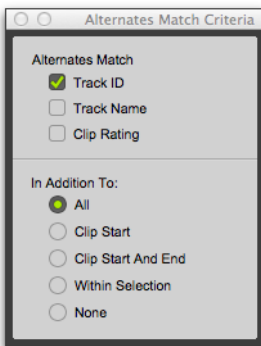 Alternates Match Criteria
Alternates Match
Track ID
Track Name
Clip Rating
In Addition To:
All
Clip Start
Clip Start And End
Within Selection
None